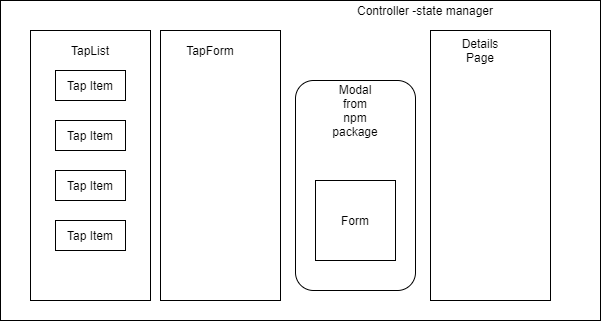 Controller -state manager
TapList
Tap Item
Tap Item
Tap Item
Tap Item
TapForm
Modal
from
npm
package
Form
Details
Page